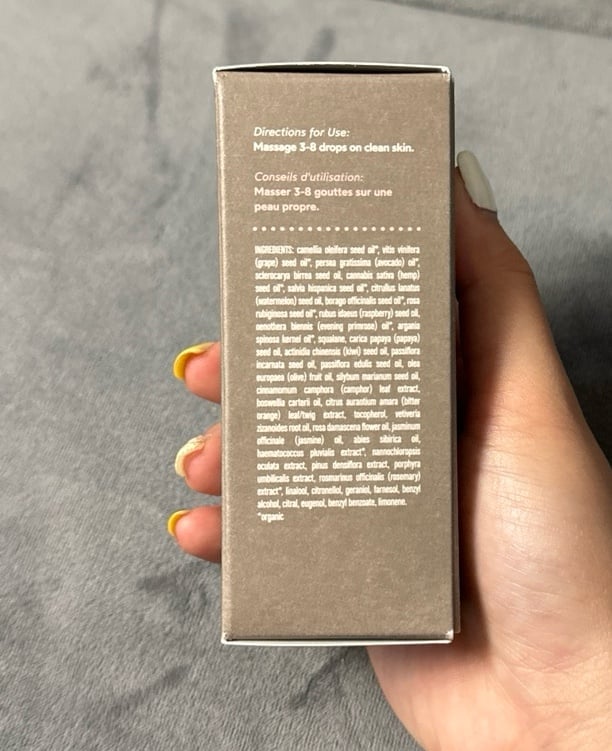 Directions for Use:
Massage 3-8 drops on clean skin.
Conseils d'utilisation:
Masser 3-8 gouttes sur une
peau propre.
INGREDIENTS: camellia oleifera seed oil*, vitis vinifera
(grape) seed oil*, persea gratissima (avocado) oil*,
sclerocarya birrea seed oil, cannabis sativa (hemp)
seed oil*, salvia hispanica seed oil*, citrullus lanatus
(watermelon) seed oil, borago officinalis seed oil*, rosa
rubiginosa seed oil*, rubus idaeus (raspberry) seed oil,
oenothera biennis (evening primrose) oil*, argania
spinosa kernel oil*, squalane, carica papaya (papaya)
seed oil, actinidia chinensis (kiwi) seed oil, passiflora
incarnata seed oil, passiflora edulis seed oil, olea
europaea (olive) fruit oil, silybum marianum seed oil,
cinnamomum camphora (camphor) leaf extract,
boswellia carterii oil, citrus aurantium amara (bitter
orange) leaf/twig extract, tocopherol, vetiveria
zizanoides root oil, rosa damascena flower oil, jasminum
officinale (jasmine) oil, abies sibirica oil,
haematococcus pluvialis extract*, nannochloropsis
oculata extract, pinus densiflora extract, porphyra
umbilicalis extract, rosmarinus officinalis (rosemary)
extract*, linalool, citronellol, geraniol, farnesol, benzyl
alcohol, citral, eugenol, benzyl benzoate, limonene.
*organic